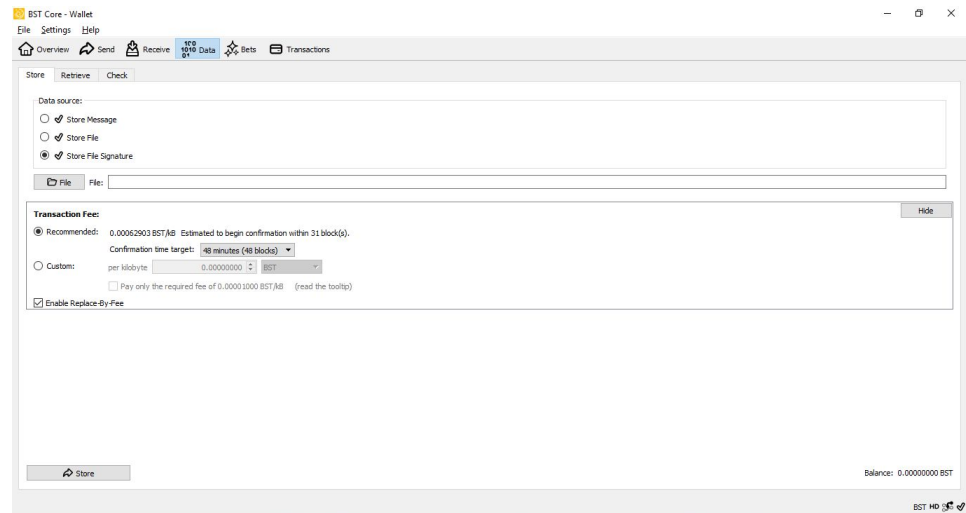 BST Core - Wallet
File Settings Help
Overview Send Receive Data Bets Transactions
Store Retrieve Check
Data source:
Store Message
Store File
Store File Signature
File File:
Hide
Transaction Fee:
Recommended: 0.00062903 BST/kB Estimated to begin confirmation within 31 block(s).
Confirmation time target: 48 minutes (48 blocks)
Custom: per kilobyte 0.00000000 BST
Pay only the required fee of 0.00001000 BST/kB (read the tooltip)
Enable Replace-By-Fee
Store Balance: 0.00000000 BST
BST HD